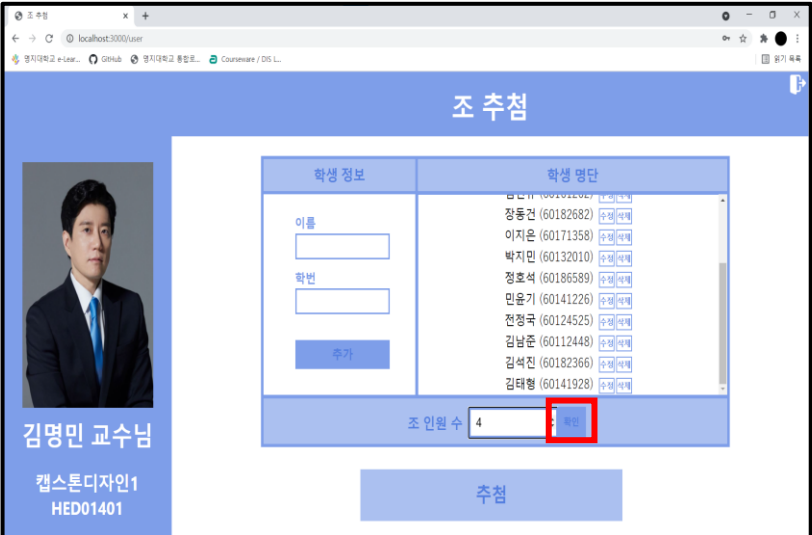 조 추첨
localhost:3000/user
명지대학교 e-Lear...
GitHub
명지대학교 통합로...
Courseware / DIS L...
읽기 목록
조 추첨
김명민 교수님
캡스톤디자인1
HED01401
학생 정보
이름
학번
추가
학생 명단
수정 삭제
장동건 (60182682) 수정 삭제
이지은 (60171358) 수정 삭제
박지민 (60132010) 수정 삭제
정호석 (60186589) 수정 삭제
민윤기 (60141226) 수정 삭제
전정국 (60124525) 수정 삭제
김남준 (60112448) 수정 삭제
김석진 (60182366) 수정 삭제
김태형 (60141928) 수정 삭제
조 인원 수 4 확인
추첨